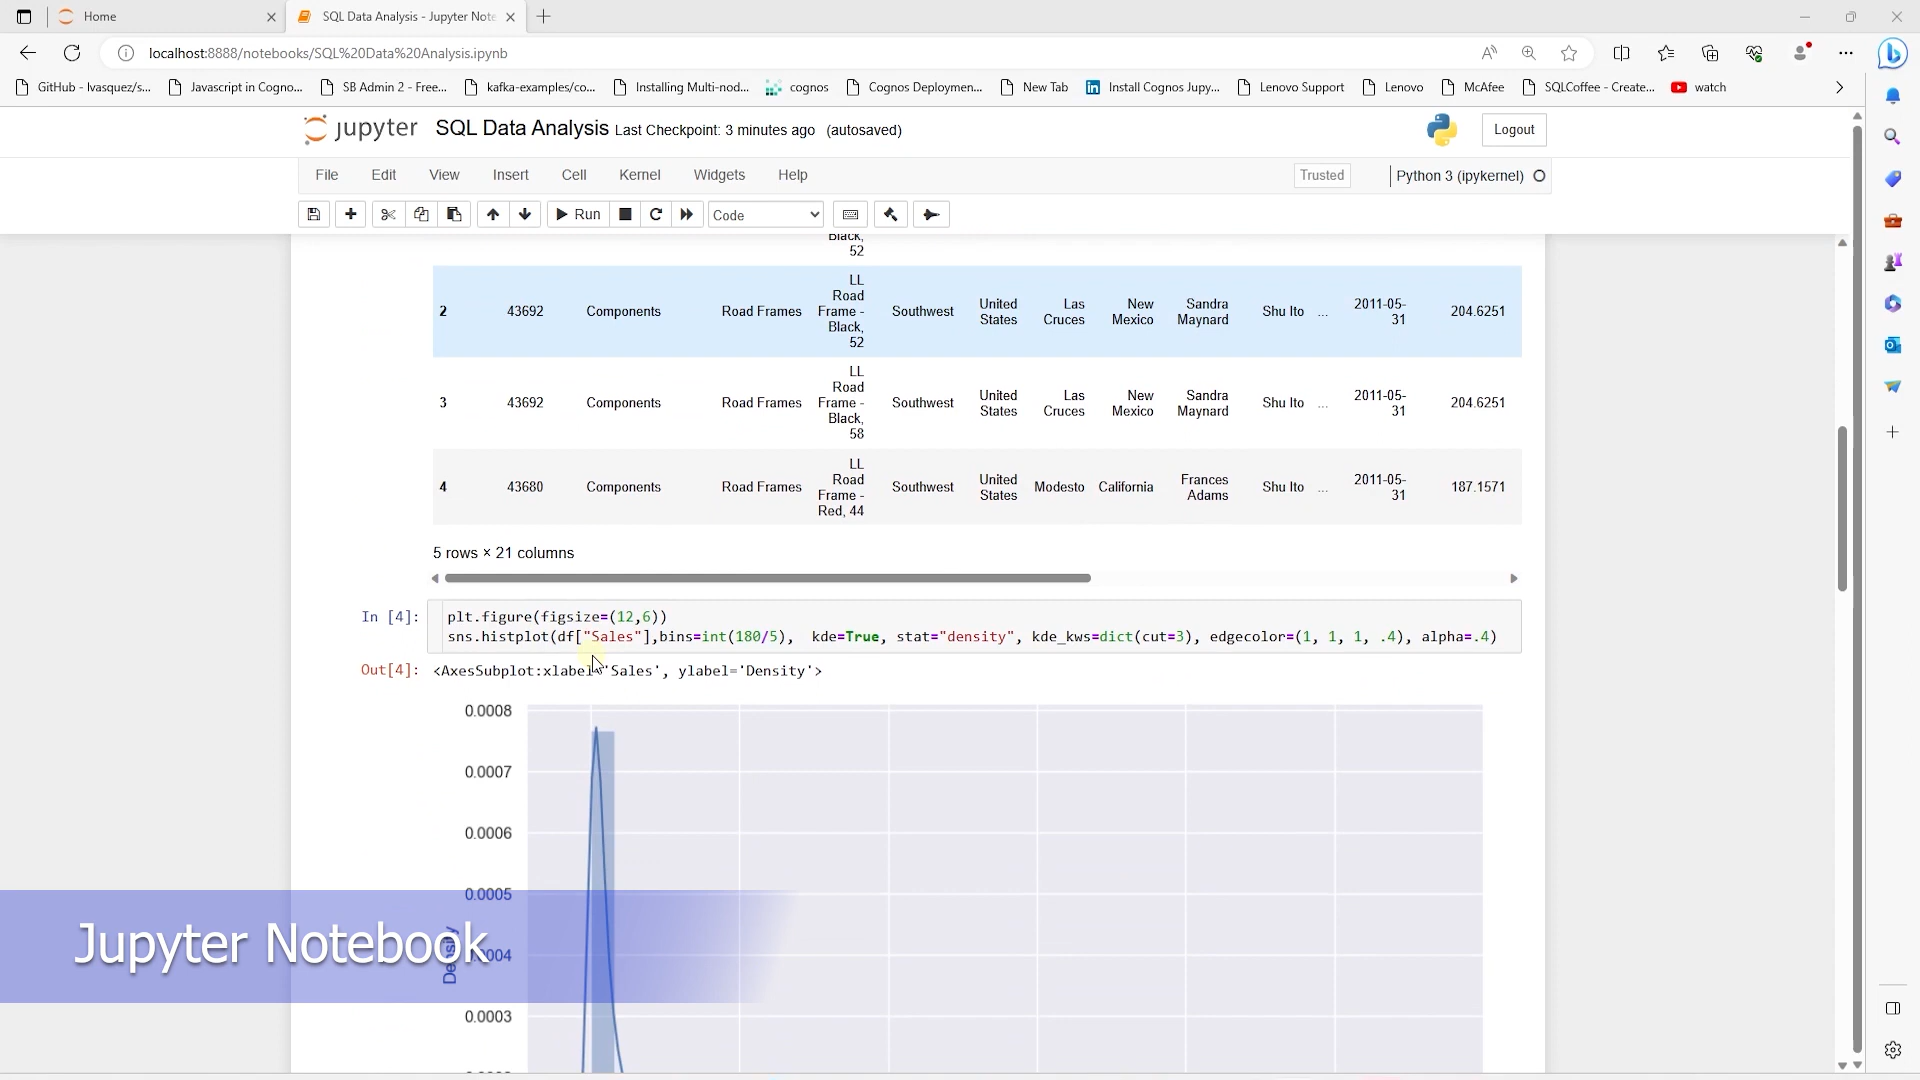 Home
SQL Data Analysis - Jupyter Note
localhost:8888/notebooks/SQL%20Data%20Analysis.ipynb
GitHub - lvasquez/s...
Javascript in Cogno...
SB Admin 2 - Free...
kafka-examples/co...
Installing Multi-nod...
cognos
Cognos Deploymen...
New Tab
Install Cognos Jupy...
Lenovo Support
Lenovo
McAfee
SQLCoffee - Create...
watch
jupyter SQL Data Analysis Last Checkpoint: 3 minutes ago (autosaved)
Logout
File Edit View Insert Cell Kernel Widgets Help
Trusted
Python 3 (ipykernel)
Run
Code
Black,
52
2 43692 Components Road Frames LL Road Frame - Black, 52 Southwest United States Las Cruces New Mexico Sandra Maynard Shu Ito ... 2011-05-31 204.6251
3 43692 Components Road Frames LL Road Frame - Black, 58 Southwest United States Las Cruces New Mexico Sandra Maynard Shu Ito ... 2011-05-31 204.6251
4 43680 Components Road Frames LL Road Frame - Red, 44 Southwest United States Modesto California Frances Adams Shu Ito ... 2011-05-31 187.1571
5 rows × 21 columns
In [4]:
plt.figure(figsize=(12,6))
sns.histplot(df["Sales"],bins=int(180/5),  kde=True, stat="density", kde_kws=dict(cut=3), edgecolor=(1, 1, 1, .4), alpha=.4)
Out[4]: <AxesSubplot:xlabel='Sales', ylabel='Density'>
0.0008
0.0007
0.0006
0.0005
0.0004
0.0003
Density
Jupyter Notebook